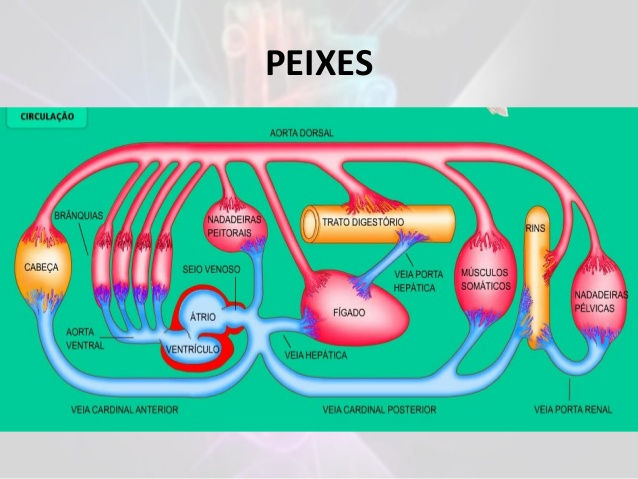 PEIXES
CIRCULAÇÃO
AORTA DORSAL
BRÂNQUIAS
NADADEIRAS
PEITORAIS
TRATO DIGESTÓRIO
RINS
CABEÇA
SEIO VENOSO
VEIA PORTA
HEPÁTICA
MÚSCULOS
SOMÁTICOS
NADADEIRAS
PÉLVICAS
ÁTRIO
FÍGADO
AORTA
VENTRAL
VENTRÍCULO
VEIA HEPÁTICA
VEIA CARDINAL ANTERIOR
VEIA CARDINAL POSTERIOR
VEIA PORTA RENAL